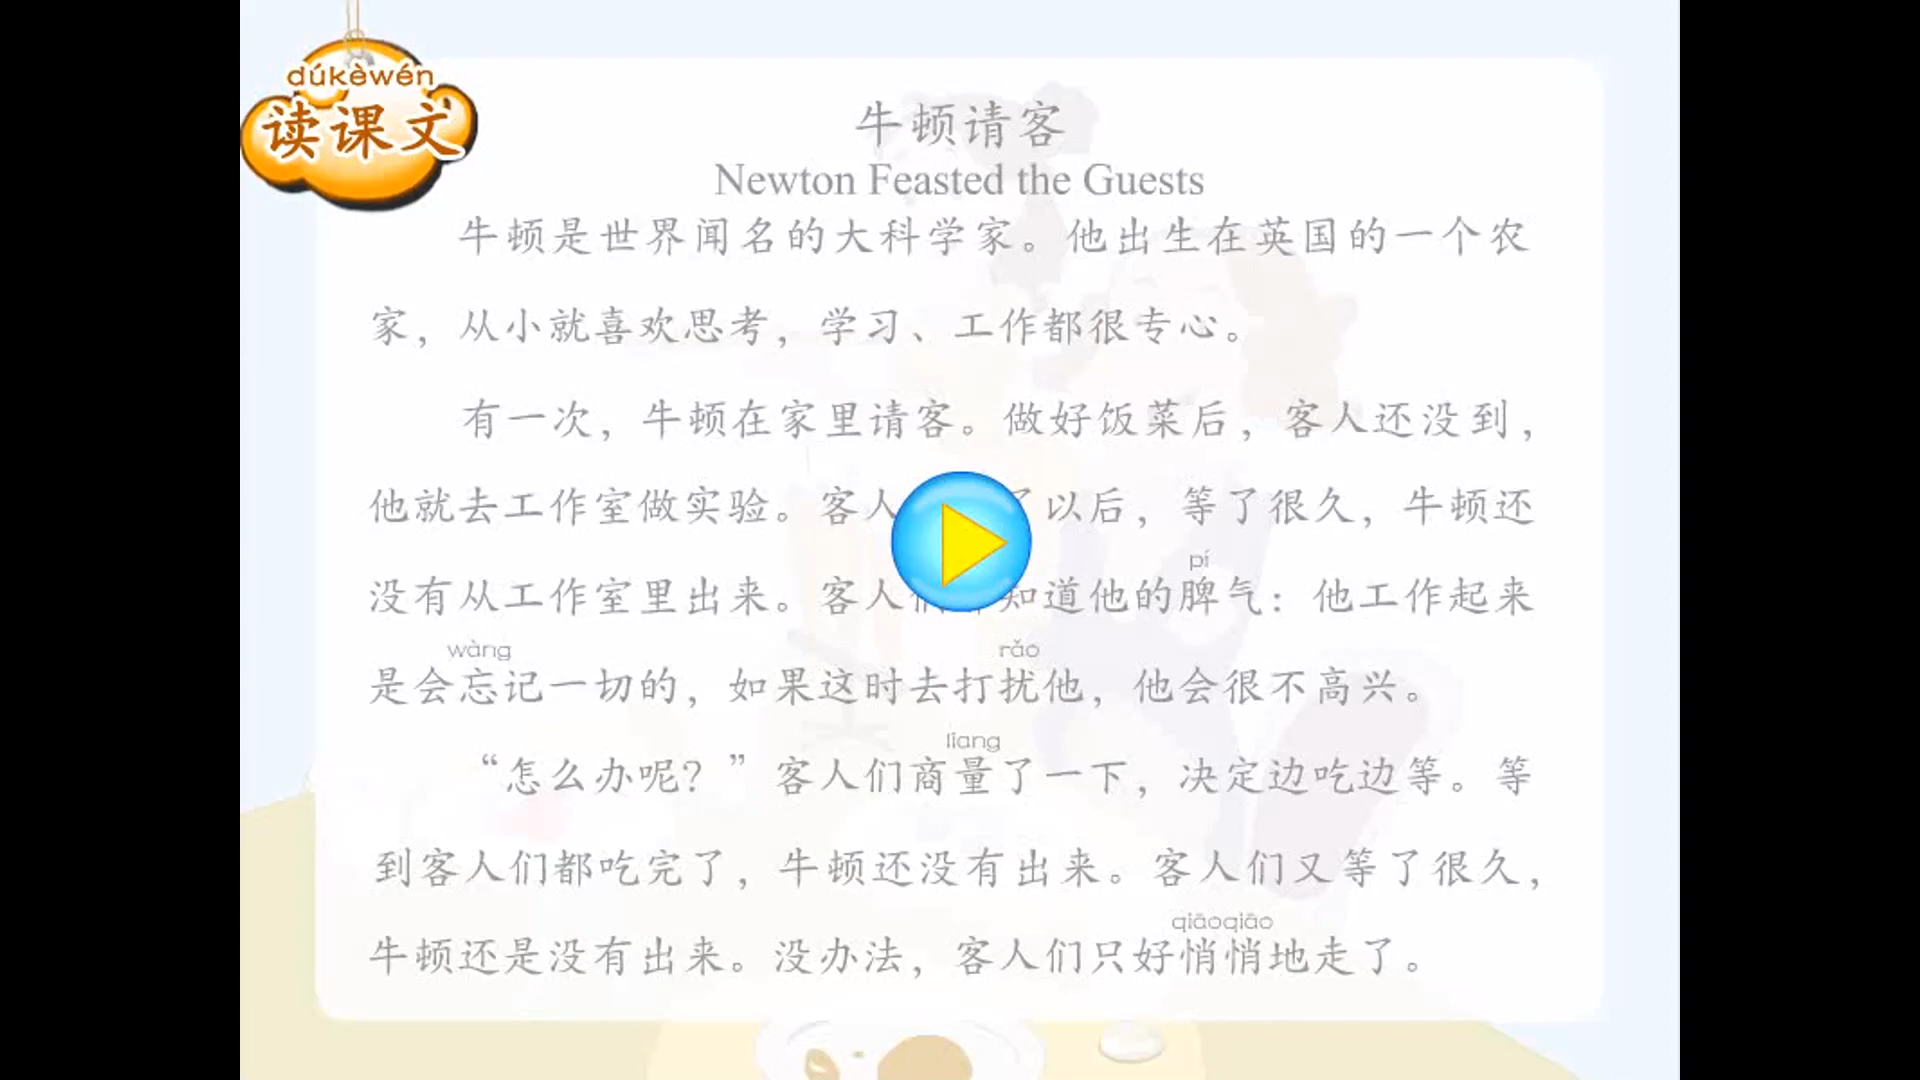 dúkèwén
读课文
牛顿请客
Newton Feasted the Guests
牛顿是世界闻名的大科学家。他出生在英国的一个农
家，从小就喜欢思考，学习、工作都很专心。
有一次，牛顿在家里请客。做好饭菜后，客人还没到，
他就去工作室做实验。客人 了以后，等了很久，牛顿还
pí
没有从工作室里出来。客人们 知道他的脾气：他工作起来
wàng rǎo
是会忘记一切的，如果这时去打扰他，他会很不高兴。
liang
“怎么办呢？”客人们商量了一下，决定边吃边等。等
到客人们都吃完了，牛顿还没有出来。客人们又等了很久，
qiāoqiāo
牛顿还是没有出来。没办法，客人们只好悄悄地走了。